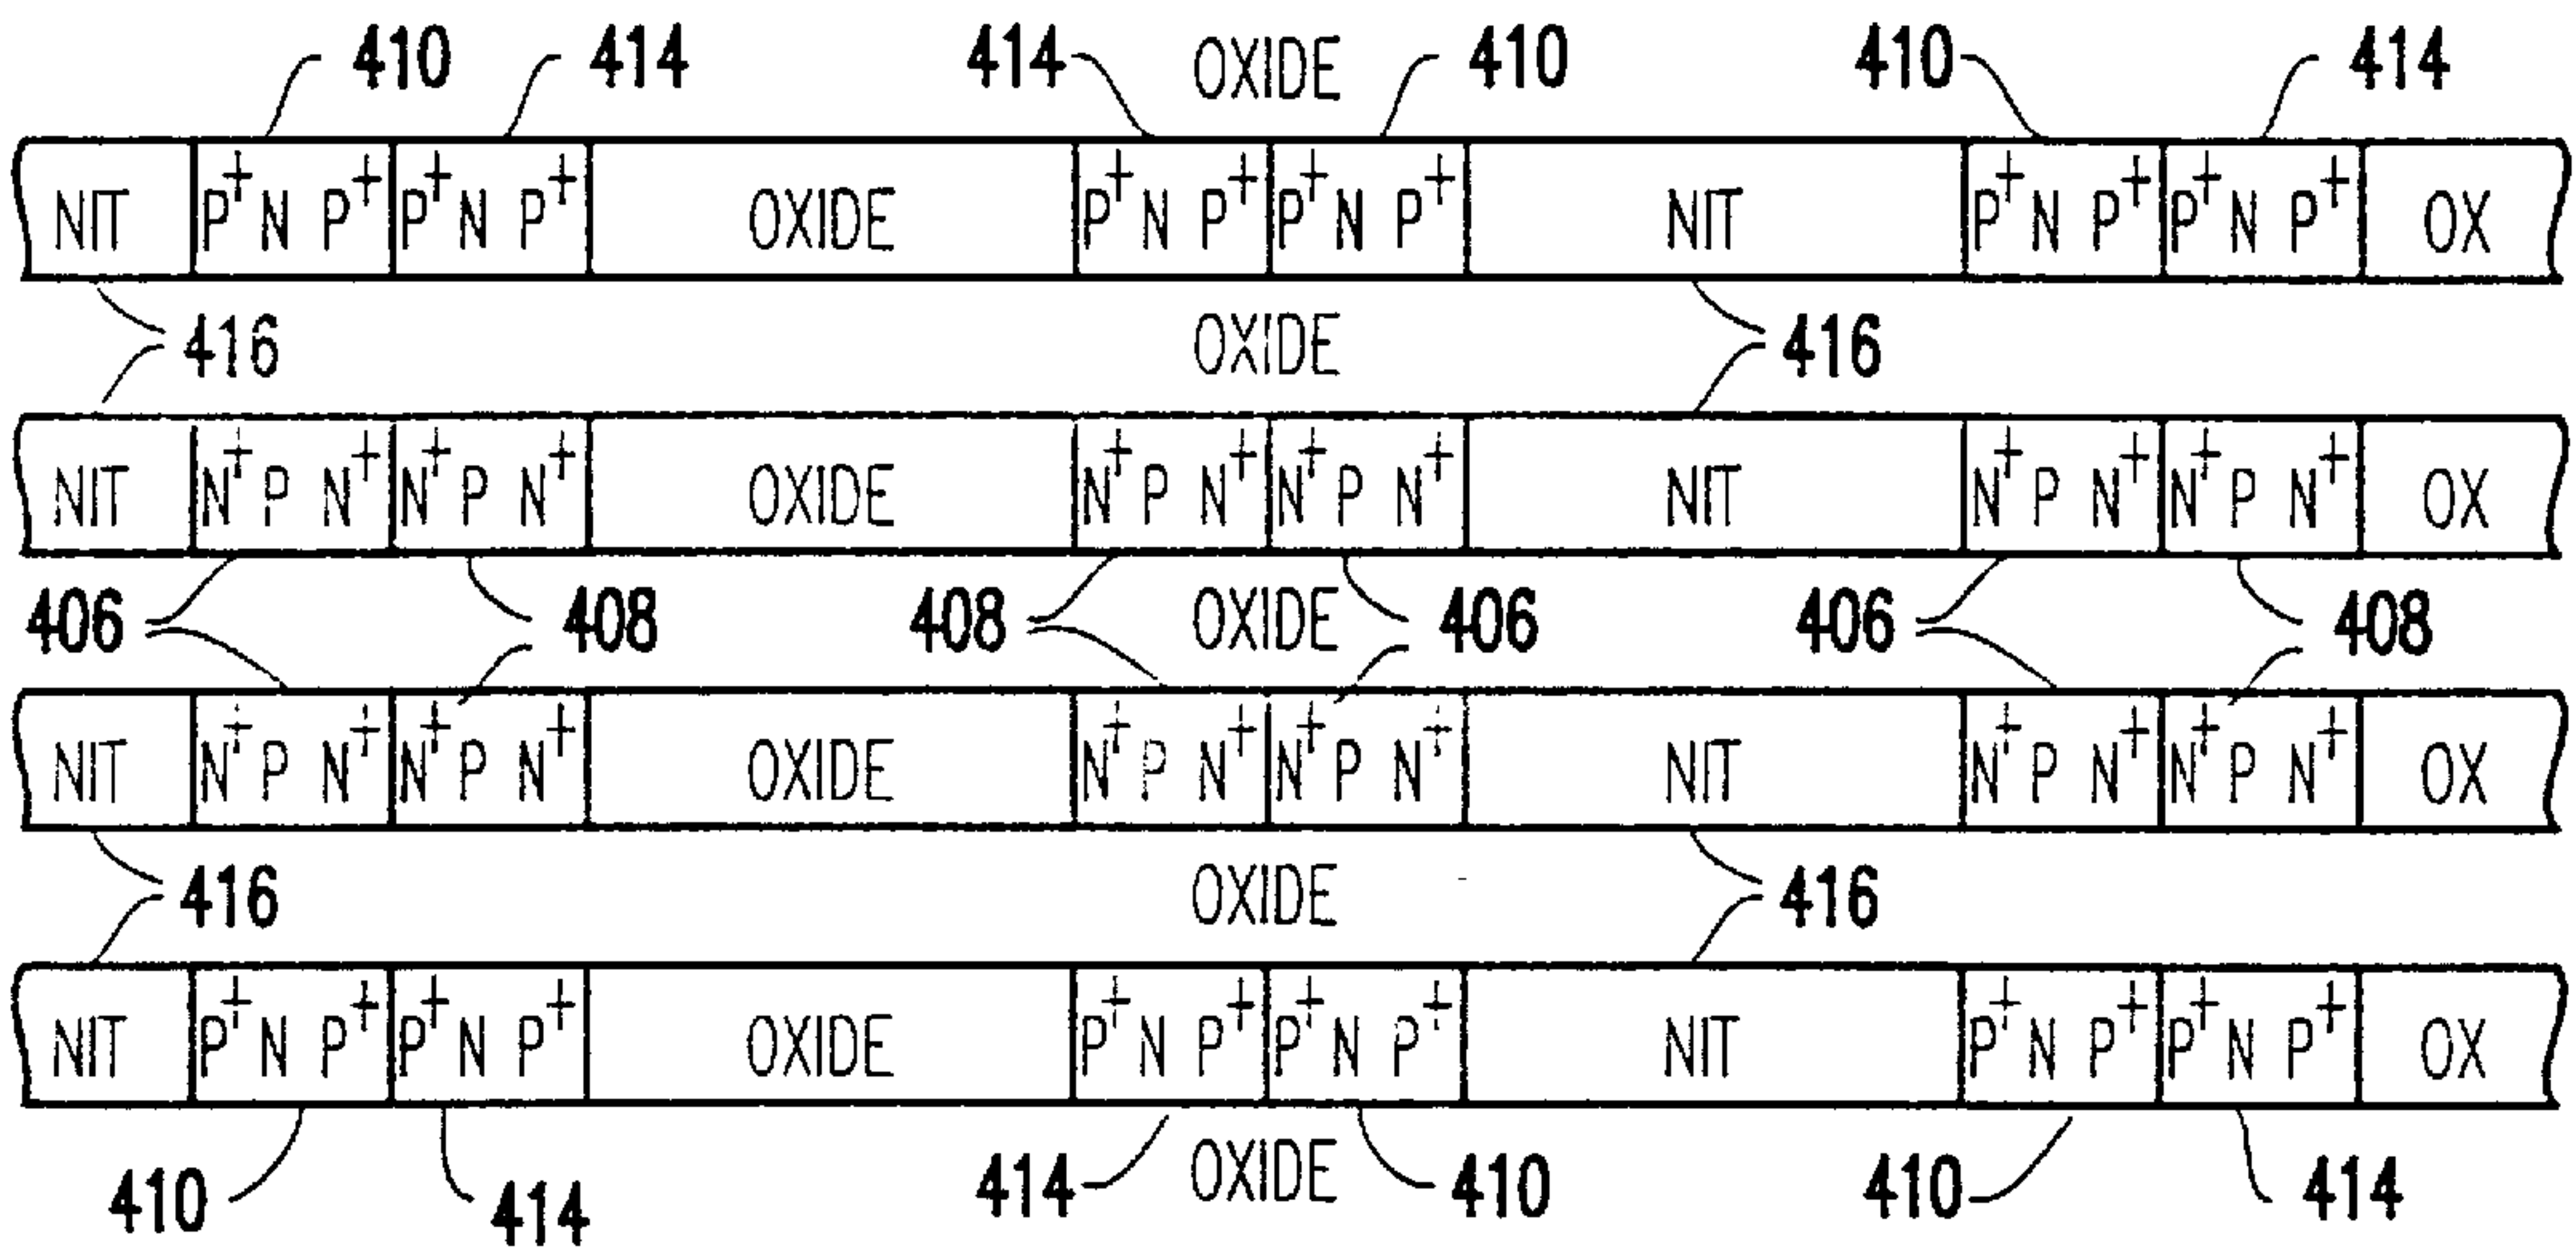 410 414 414 OXIDE 410 410 414
NIT P+ N P+ P+ N P+ OXIDE P+ N P+ P+ N P+ NIT P+ N P+ P+ N P+ OX
416 OXIDE 416
NIT N+ P N+ N+ P N+ OXIDE N+ P N+ N+ P N+ NIT N+ P N+ N+ P N+ OX
406 408 408 OXIDE 406 406 408
NIT N+ P N+ N+ P N+ OXIDE N+ P N+ N+ P N+ NIT N+ P N+ N+ P N+ OX
416 OXIDE 416
NIT P+ N P+ P+ N P+ OXIDE P+ N P+ P+ N P+ NIT P+ N P+ P+ N P+ OX
410 414 414 OXIDE 410 410 414